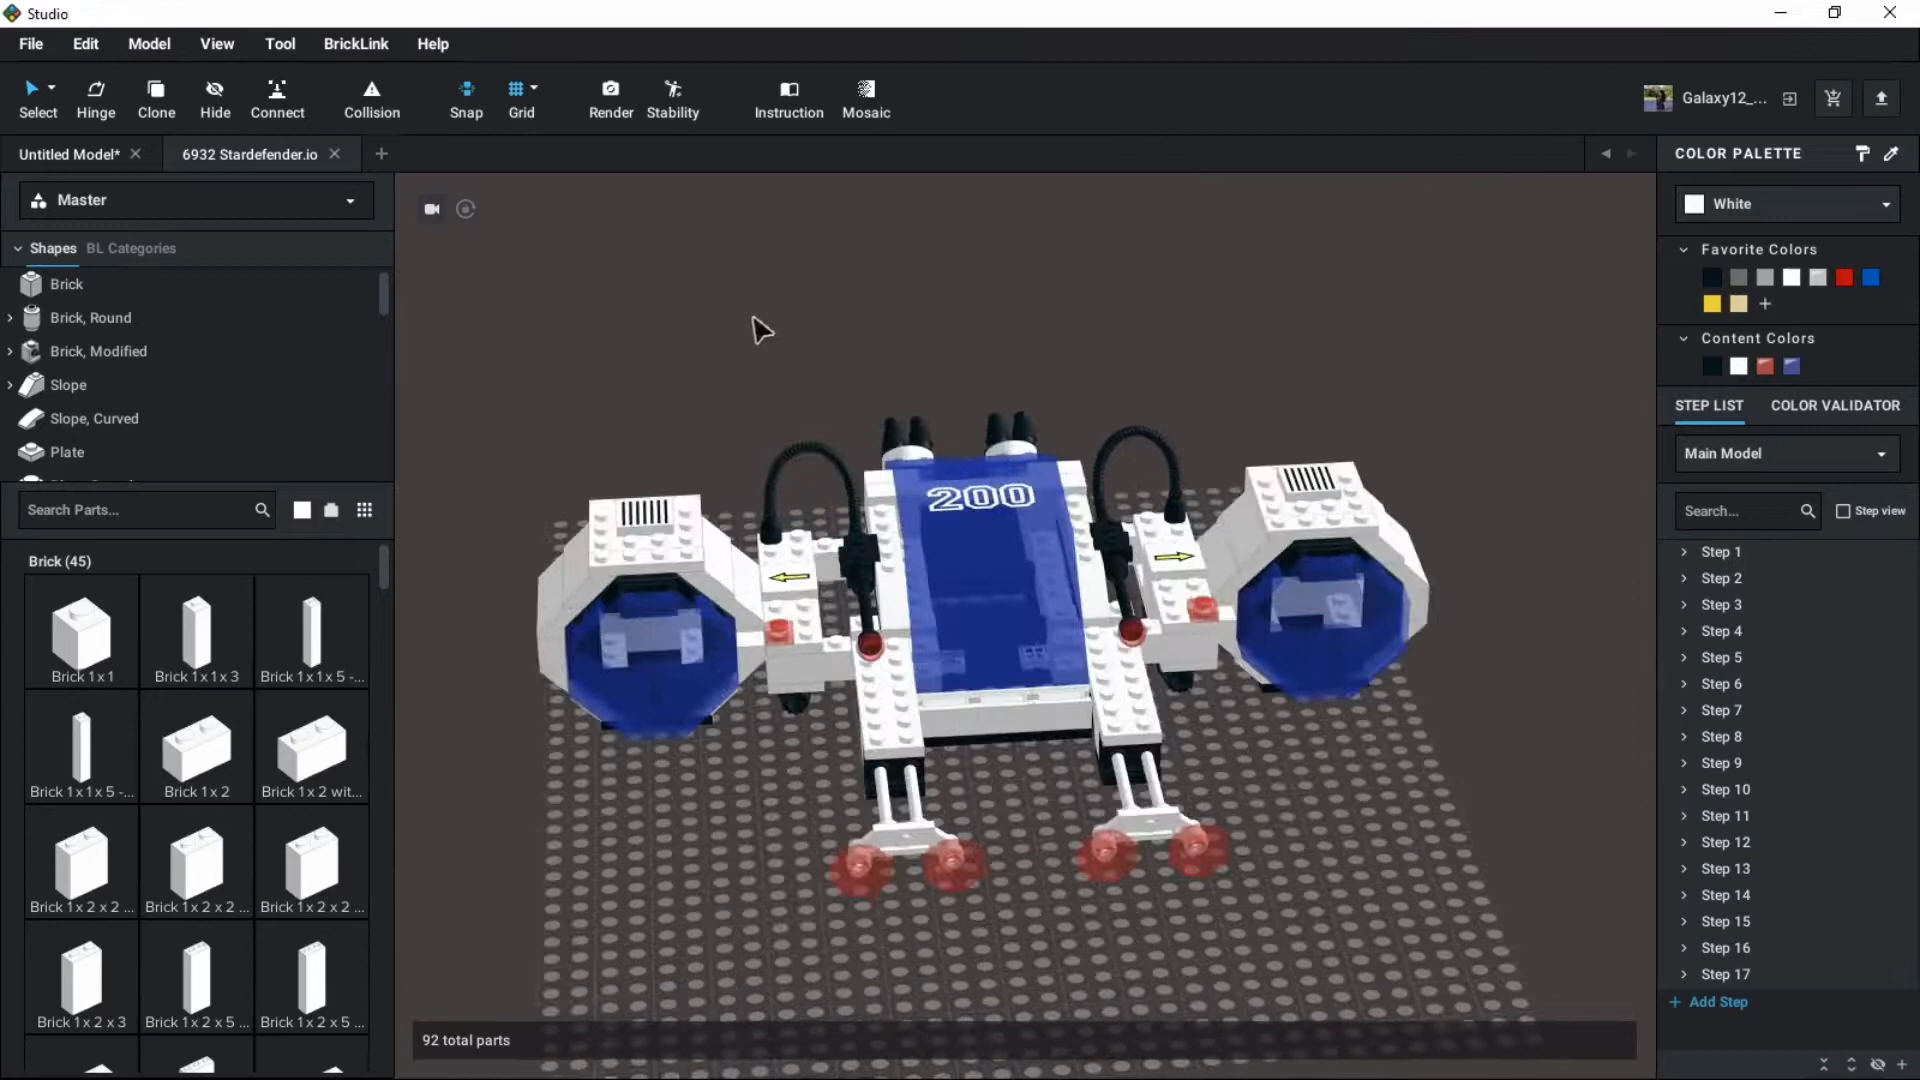 Studio
File Edit Model View Tool BrickLink Help
Select Hinge Clone Hide Connect Collision Snap Grid Render Stability Instruction Mosaic
Galaxy12_...
Untitled Model* 6932 Stardefender.io
COLOR PALETTE
Master
White
Shapes BL Categories
Favorite Colors
Brick
Brick, Round
Brick, Modified
Slope
Slope, Curved
Plate
Content Colors
STEP LIST COLOR VALIDATOR
Main Model
Search Parts...
Search... Step view
Brick (45)
Brick 1 x 1 Brick 1 x 1 x 3 Brick 1 x 1 x 5 -...
Brick 1 x 1 x 5 -... Brick 1 x 2 Brick 1 x 2 wit...
Brick 1 x 2 x 2 ... Brick 1 x 2 x 2 ... Brick 1 x 2 x 2 ...
Brick 1 x 2 x 3 Brick 1 x 2 x 5 ... Brick 1 x 2 x 5 ...
200
92 total parts
Step 1
Step 2
Step 3
Step 4
Step 5
Step 6
Step 7
Step 8
Step 9
Step 10
Step 11
Step 12
Step 13
Step 14
Step 15
Step 16
Step 17
+ Add Step